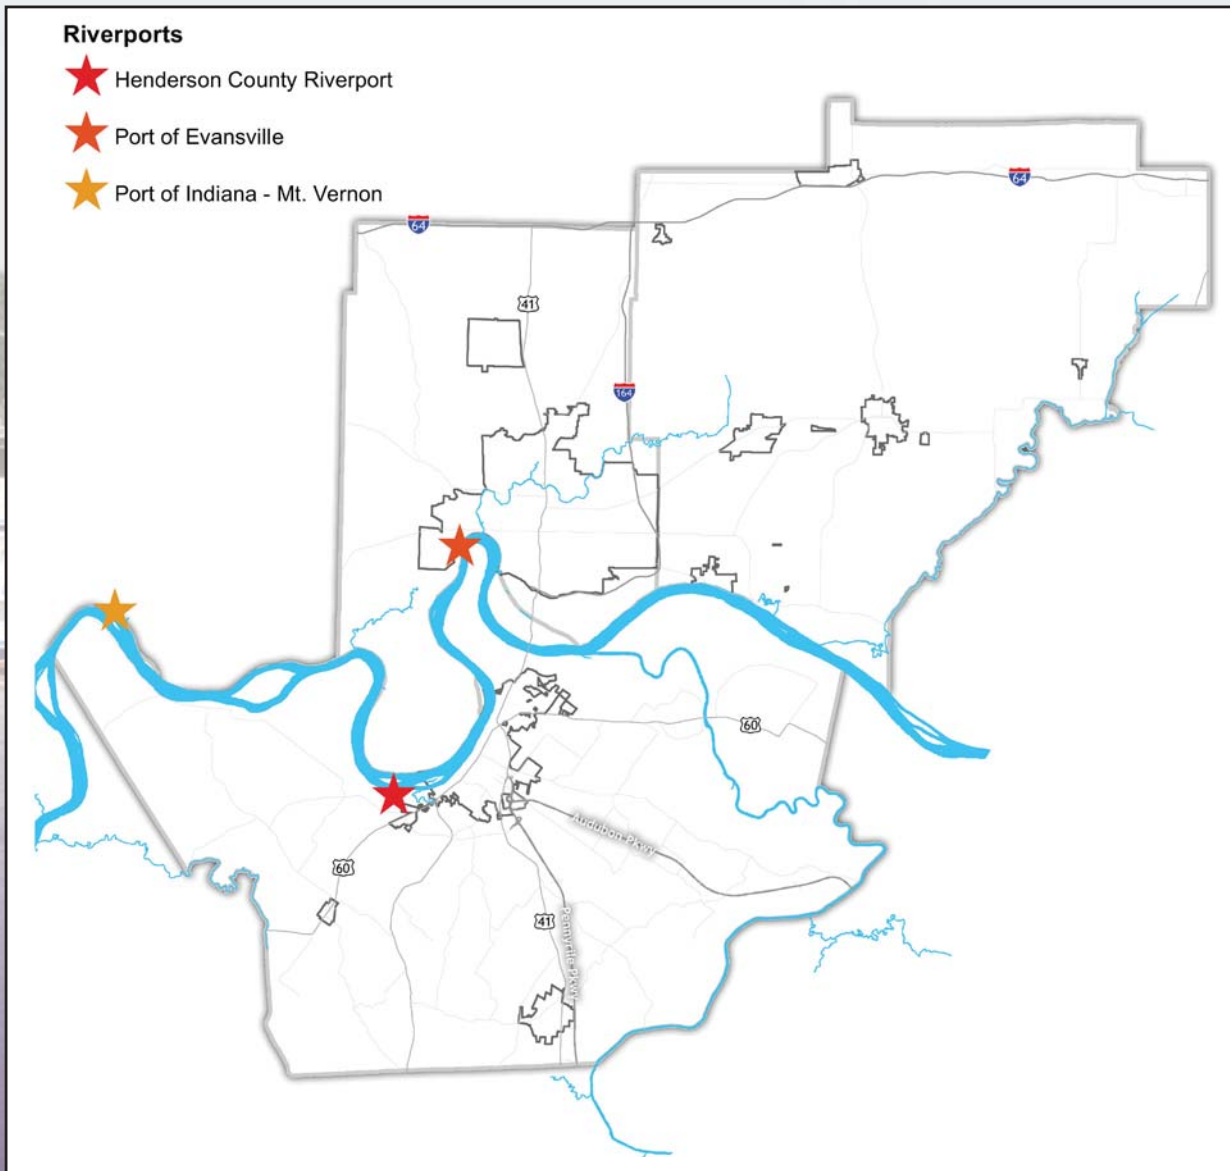 Riverports
Henderson County Riverport
Port of Evansville
Port of Indiana - Mt. Vernon
64
64
41
164
60
Audubon Pkwy
60
41
Pennyrile Pkwy